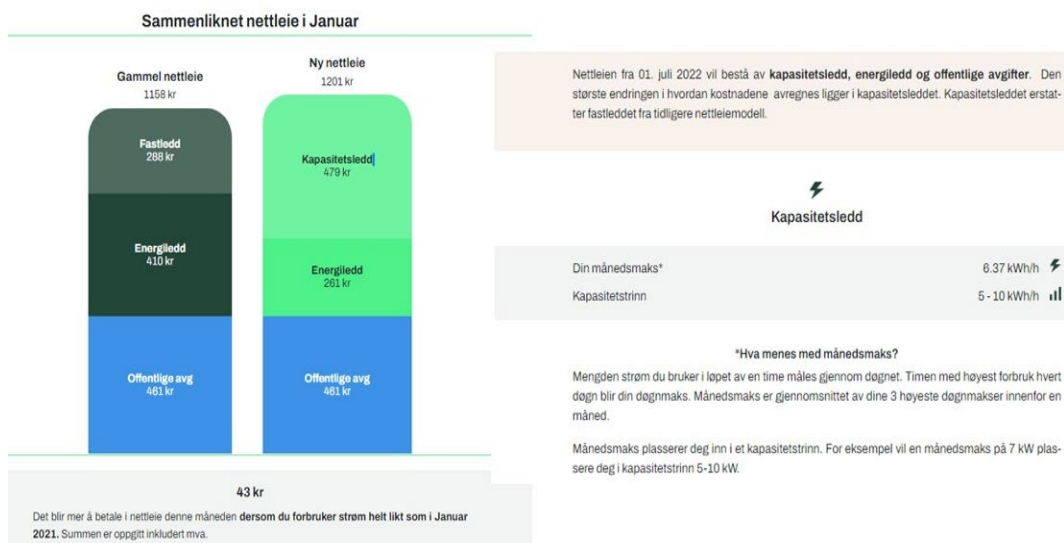 Sammenliknet nettleie i Januar
Gammel nettleie
1158 kr
Fastledd
288 kr
Energiledd
410 kr
Offentlige avg
461 kr
Ny nettleie
1201 kr
Kapasitetsledd
479 kr
Energiledd
261 kr
Offentlige avg
461 kr
43 kr
Det blir mer å betale i nettleie denne måneden dersom du forbruker strøm helt likt som i Januar
2021. Summen er oppgitt inkludert mva.
Nettleien fra 01. juli 2022 vil bestå av kapasitetsledd, energiledd og offentlige avgifter. Den
største endringen i hvordan kostnadene avregnes ligger i kapasitetsleddet. Kapasitetsleddet erstat-
ter fastleddet fra tidligere nettleiemodell.
Kapasitetsledd
Din månedsmaks* 6.37 kWh/h
Kapasitetstrinn 5 - 10 kWh/h
*Hva menes med månedsmaks?
Mengden strøm du bruker i løpet av en time måles gjennom døgnet. Timen med høyest forbruk hvert
døgn blir din døgnmaks. Månedsmaks er gjennomsnittet av dine 3 høyeste døgnmakser innenfor en
måned.
Månedsmaks plasserer deg inn i et kapasitetstrinn. For eksempel vil en månedsmaks på 7 kW plas-
sere deg i kapasitetstrinn 5-10 kW.